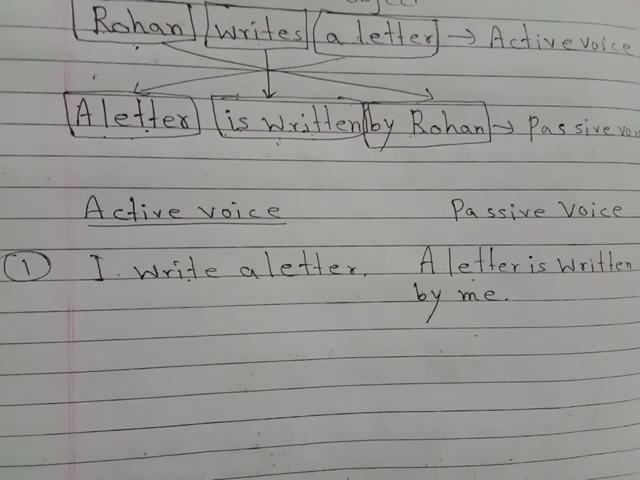 Rohan writes a letter → Active voice
A letter is written by Rohan → Passive
Active voice Passive Voice
① I write a letter. A letter is written
by me.